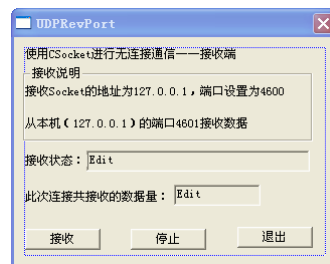 UDPRevPort
使用CSocket进行无连接通信——接收端
接收说明
接收Socket的地址为127.0.0.1，端口设置为4600
从本机（127.0.0.1）的端口4601接收数据
接收状态： Edit
此次连接共接收的数据量： Edit
接收 停止 退出